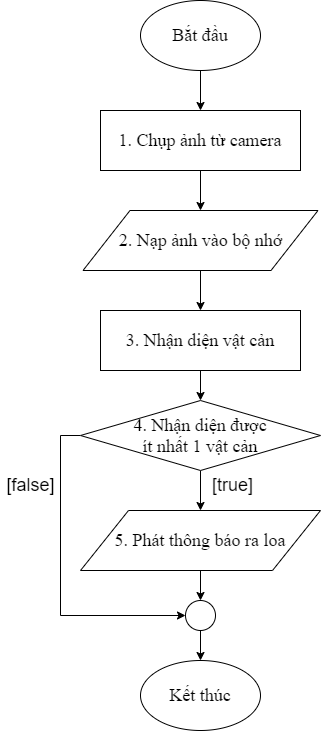 Bắt đầu
1. Chụp ảnh từ camera
2. Nạp ảnh vào bộ nhớ
3. Nhận diện vật cản
4. Nhận diện được
ít nhất 1 vật cản
[false]
[true]
5. Phát thông báo ra loa
Kết thúc